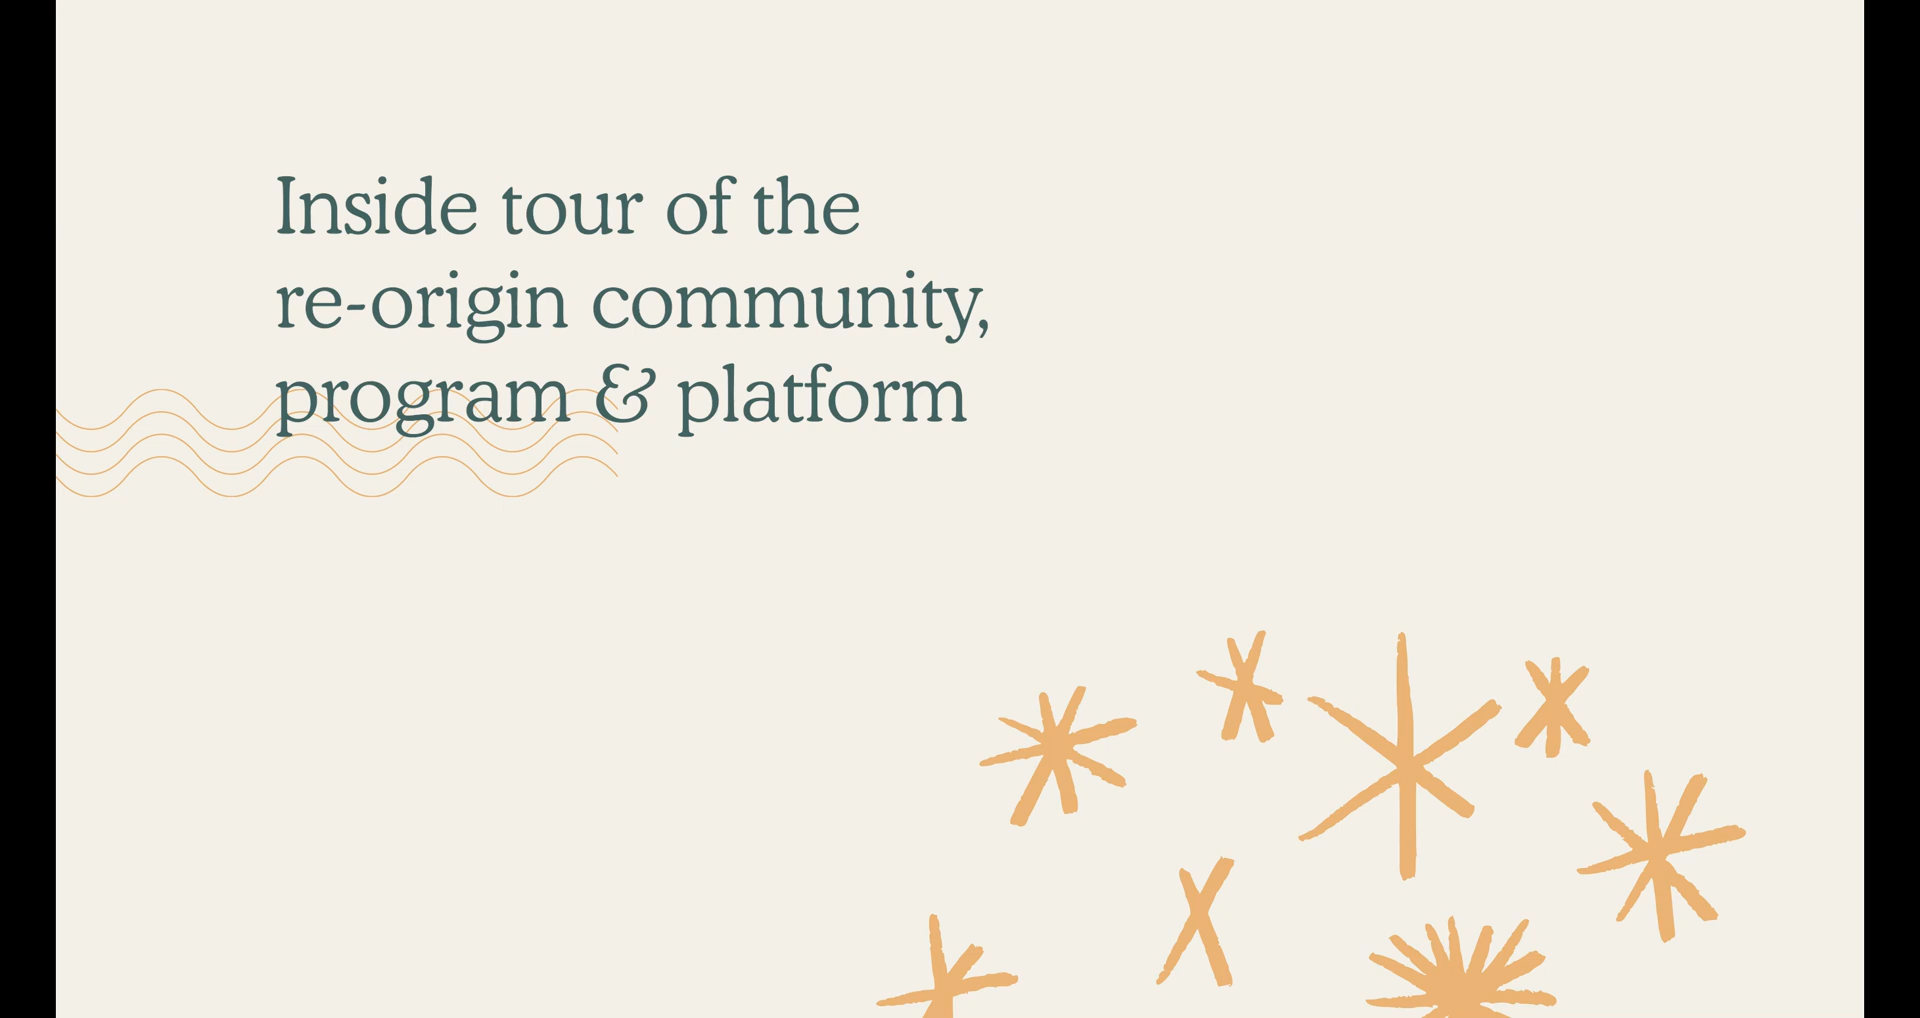 Inside tour of the
re-origin community,
program & platform